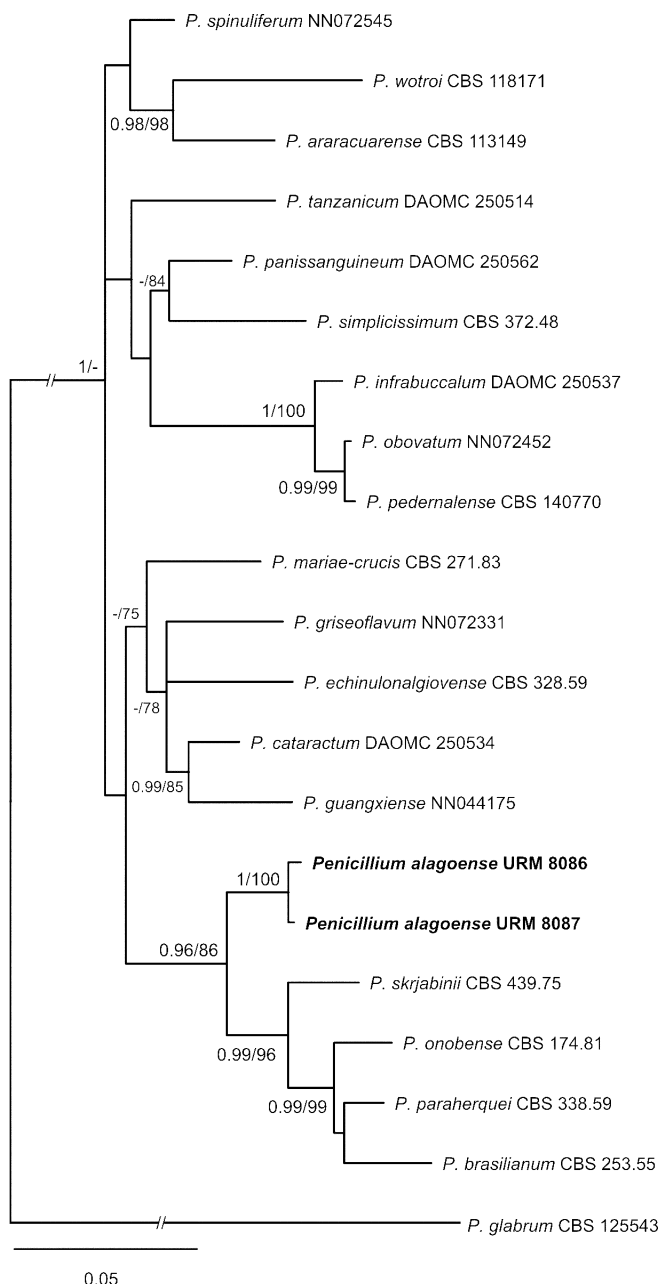 P. spinuliferum NN072545
P. wotroi CBS 118171
0.98/98
P. araracuarense CBS 113149
P. tanzanicum DAOMC 250514
P. panissanguineum DAOMC 250562
-/84
P. simplicissimum CBS 372.48
1/-
P. infrabuccalum DAOMC 250537
1/100
P. obovatum NN072452
0.99/99
P. pedernalense CBS 140770
P. mariae-crucis CBS 271.83
-/75
P. griseoflavum NN072331
P. echinulonalgiovense CBS 328.59
-/78
P. cataractum DAOMC 250534
0.99/85
P. guangxiense NN044175
Penicillium alagoense URM 8086
1/100
Penicillium alagoense URM 8087
0.96/86
P. skrjabinii CBS 439.75
P. onobense CBS 174.81
0.99/96
P. paraherquei CBS 338.59
0.99/99
P. brasilianum CBS 253.55
P. glabrum CBS 125543
0.05